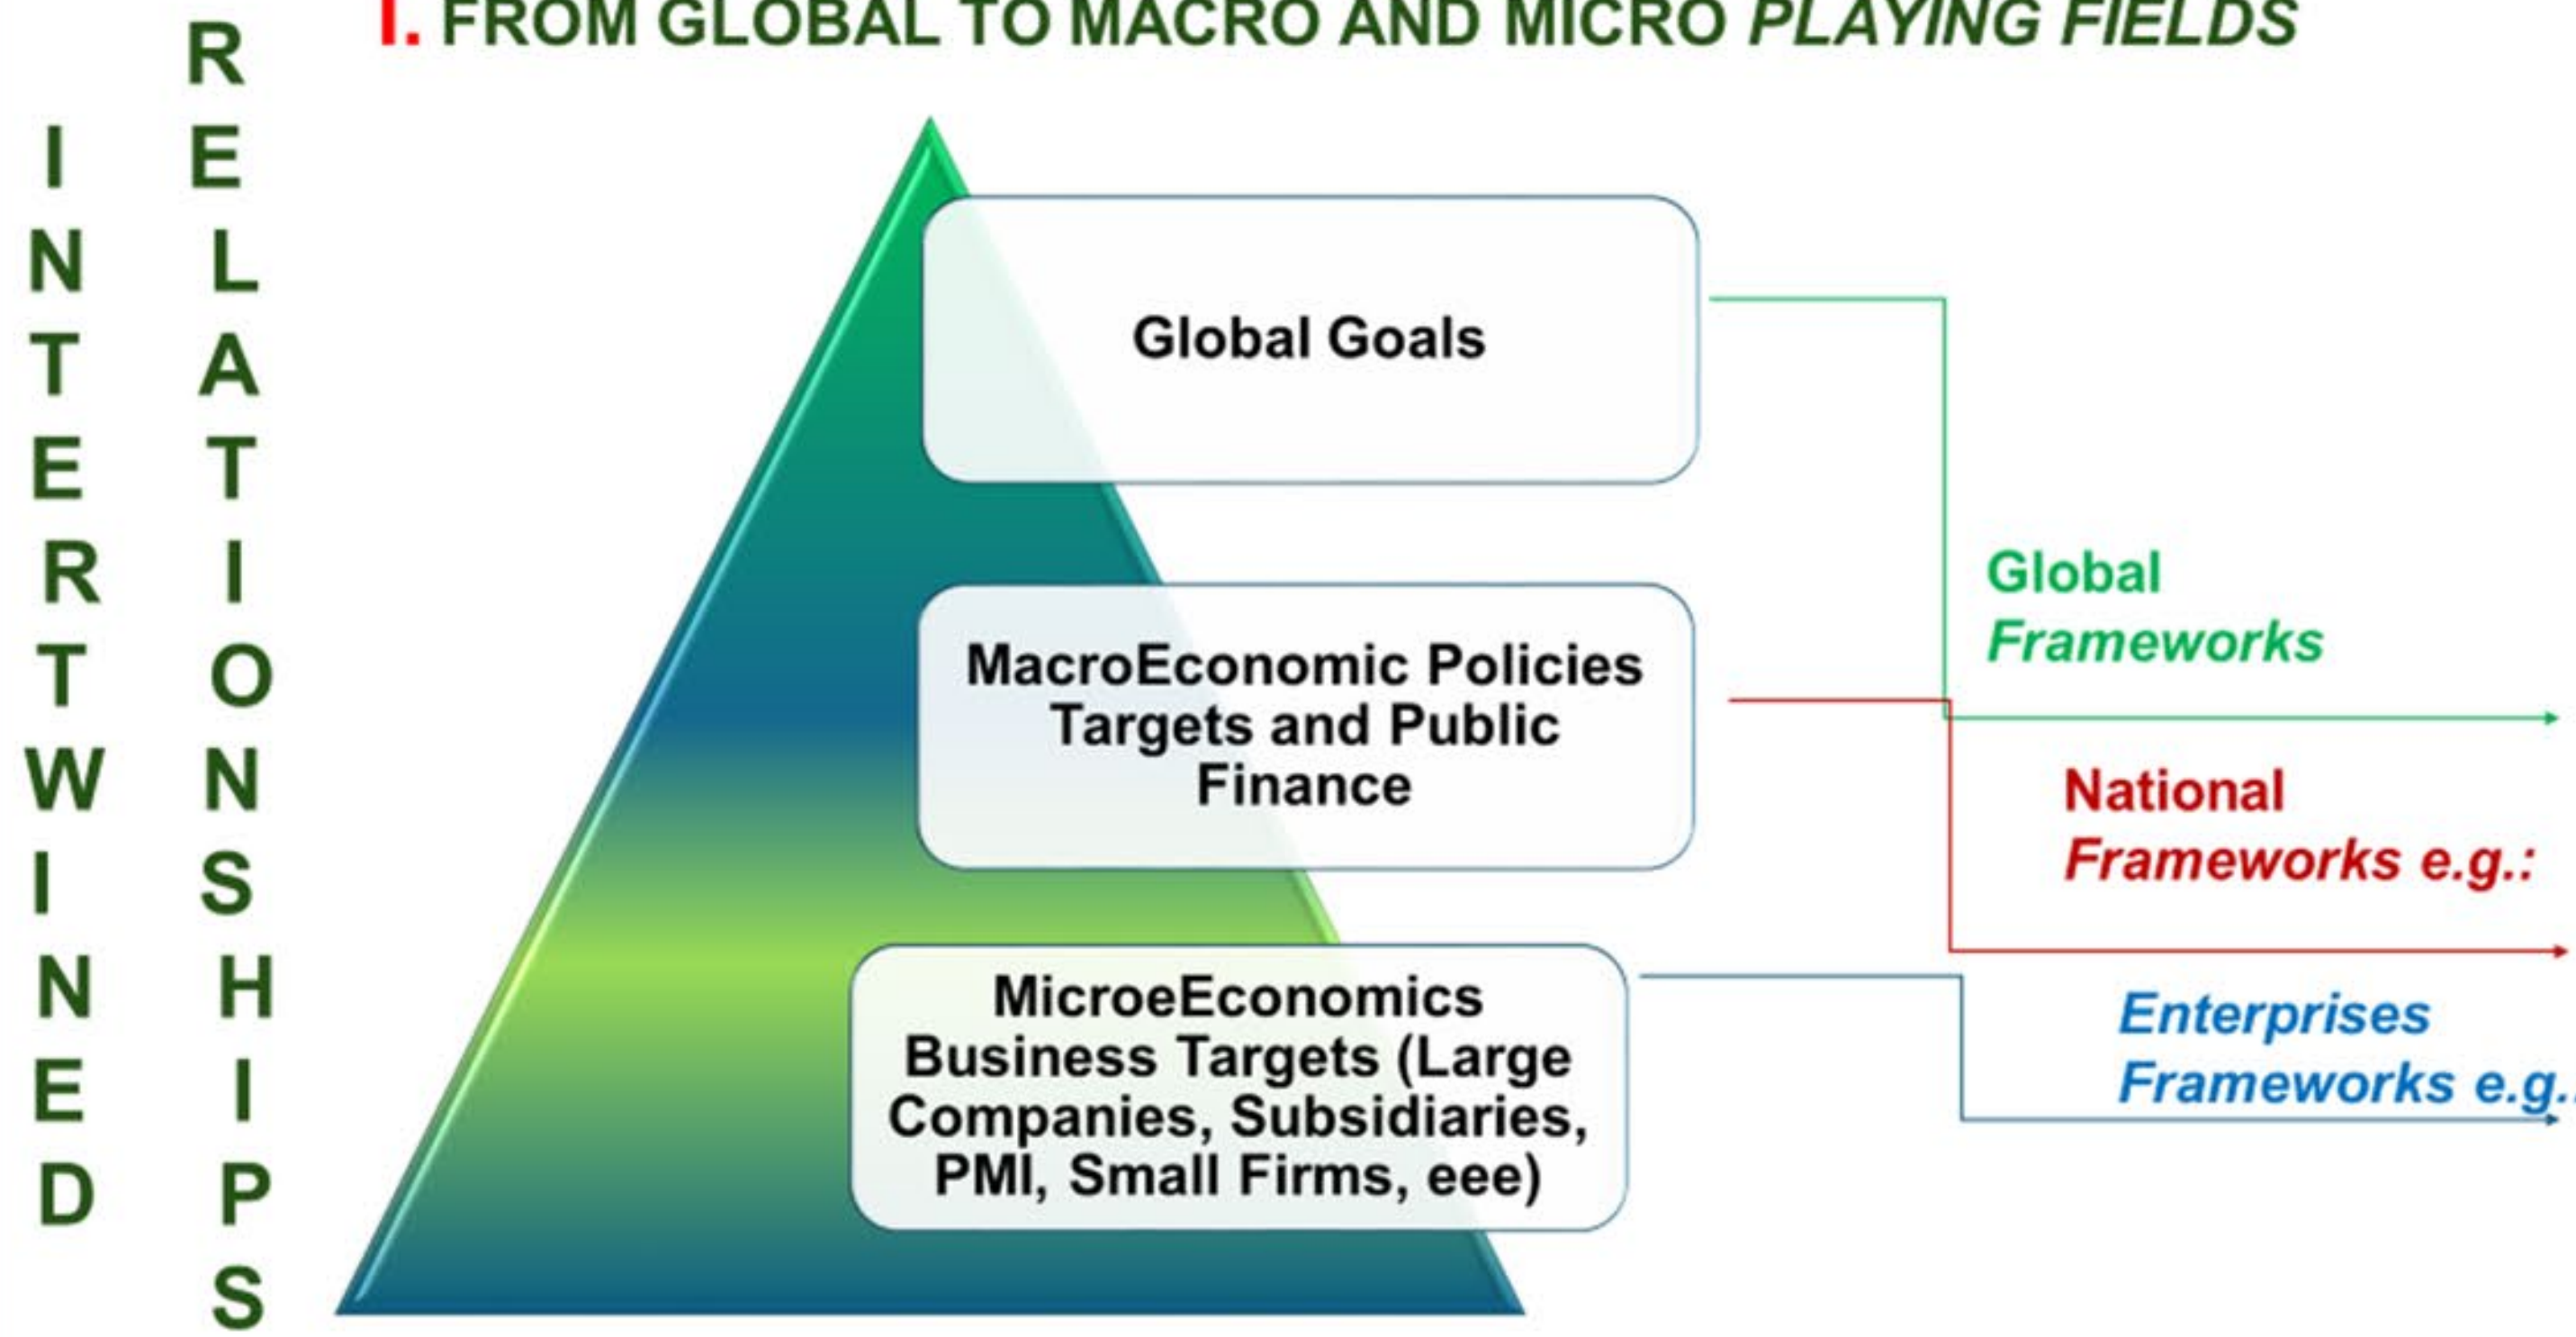 I. FROM GLOBAL TO MACRO AND MICRO PLAYING FIELDS
INTERTWINED
RELATIONSHIPS
Global Goals
MacroEconomic Policies
Targets and Public
Finance
MicroeEconomics
Business Targets (Large
Companies, Subsidiaries,
PMI, Small Firms, eee)
Global
Frameworks
National
Frameworks e.g.:
Enterprises
Frameworks e.g.: